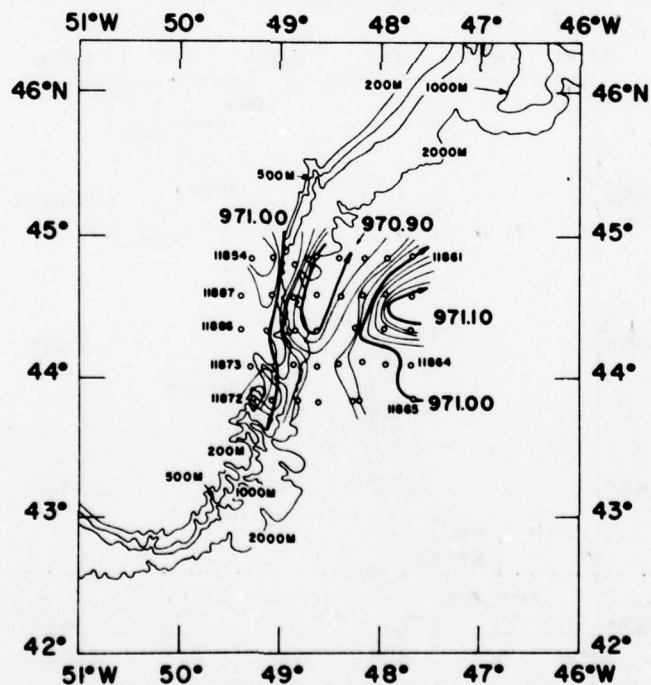 51°W 50° 49° 48° 47° 46°W
46°N 200M 1000M 46°N
2000M
500M
45° 971.00 970.90 45°
11854 11861
11887
11886 971.10
44° 11873 11864 44°
11872 11865 971.00
200M
500M 1000M
43° 43°
2000M
42° 42°
51°W 50° 49° 48° 47° 46°W